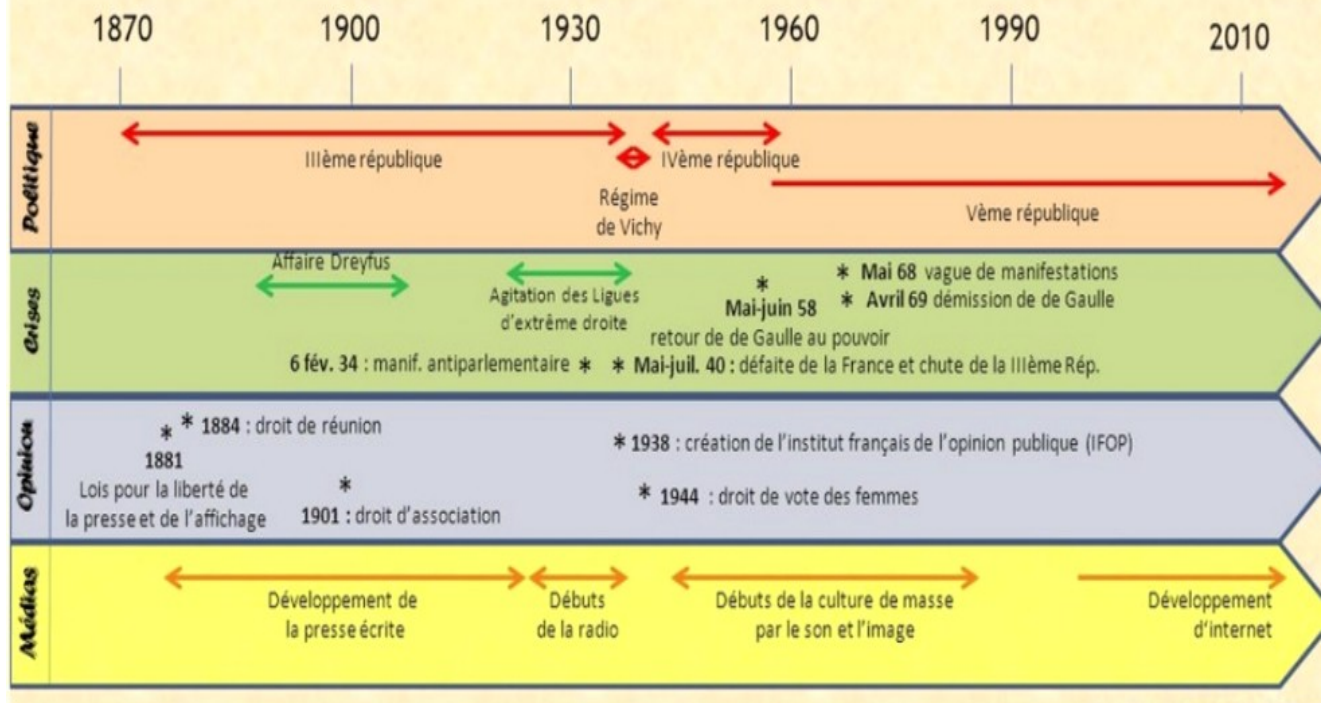 1870 1900 1930 1960 1990 2010
Politique
IIIème république
IVème république
Régime
de Vichy
Vème république
Crises
Affaire Dreyfus
Agitation des Ligues
d'extrême droite
* Mai 68 vague de manifestations
* Avril 69 démission de de Gaulle
*
Mai-juin 58
retour de de Gaulle au pouvoir
6 fév. 34 : manif. antiparlementaire *
* Mai-juil. 40 : défaite de la France et chute de la IIIème Rép.
Opinion
* 1884 : droit de réunion
*
1881
Lois pour la liberté de
la presse et de l'affichage
*
1901 : droit d'association
* 1938 : création de l'institut français de l'opinion publique (IFOP)
* 1944 : droit de vote des femmes
Médias
Développement de
la presse écrite
Débuts
de la radio
Débuts de la culture de masse
par le son et l'image
Développement
d'internet